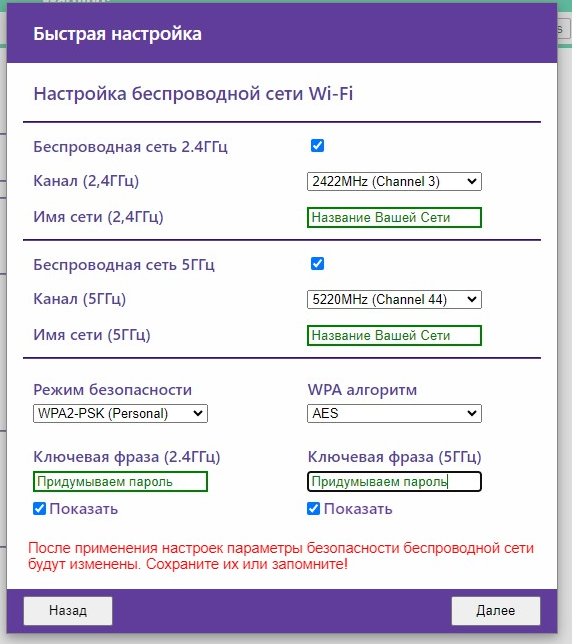 Быстрая настройка
Настройка беспроводной сети Wi-Fi
Беспроводная сеть 2.4ГГц
Канал (2,4ГГц) 2422MHz (Channel 3)
Имя сети (2,4ГГц) Название Вашей Сети
Беспроводная сеть 5ГГц
Канал (5ГГц) 5220MHz (Channel 44)
Имя сети (5ГГц) Название Вашей Сети
Режим безопасности WPA алгоритм
WPA2-PSK (Personal) AES
Ключевая фраза (2.4ГГц) Ключевая фраза (5ГГц)
Придумываем пароль Придумываем пароль
Показать Показать
После применения настроек параметры безопасности беспроводной сети
будут изменены. Сохраните их или запомните!
Назад Далее